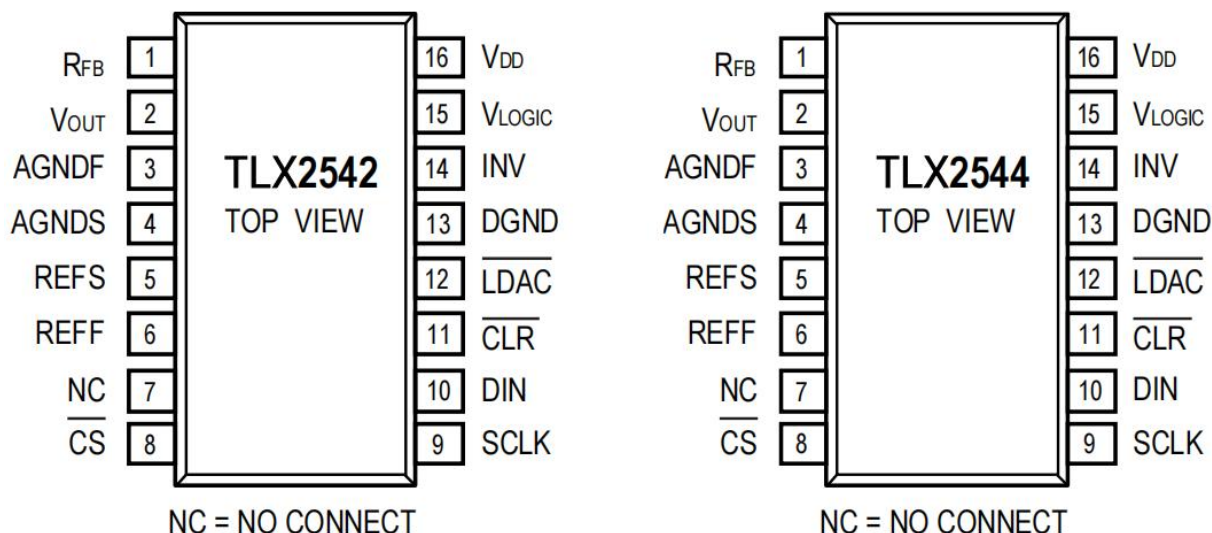 RFB 1 16 VDD
VOUT 2 15 VLOGIC
AGNDF 3 14 INV
TLX2542
AGNDS 4 13 DGND
TOP VIEW
REFS 5 12 LDAC
REFF 6 11 CLR
NC 7 10 DIN
CS 8 9 SCLK
NC = NO CONNECT
RFB 1 16 VDD
VOUT 2 15 VLOGIC
AGNDF 3 14 INV
TLX2544
AGNDS 4 13 DGND
TOP VIEW
REFS 5 12 LDAC
REFF 6 11 CLR
NC 7 10 DIN
CS 8 9 SCLK
NC = NO CONNECT